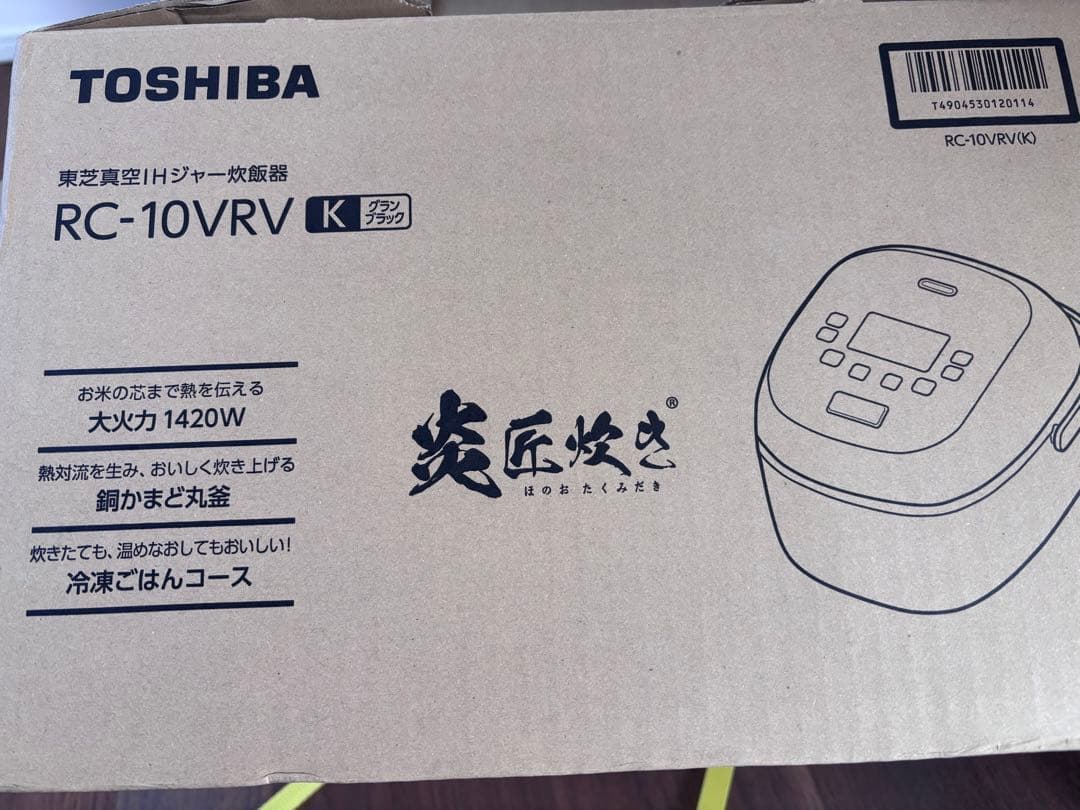 TOSHIBA
T4904530120114
RC-10VRV(K)
東芝真空IHジャー炊飯器
RC-10VRV K グラン
ブラック
お米の芯まで熱を伝える
大火力 1420W
熱対流を生み、おいしく炊き上げる
銅かまど丸釜
炊きたても、温めなおしてもおいしい!
冷凍ごはんコース
炎匠炊き®
ほのおたくみだき